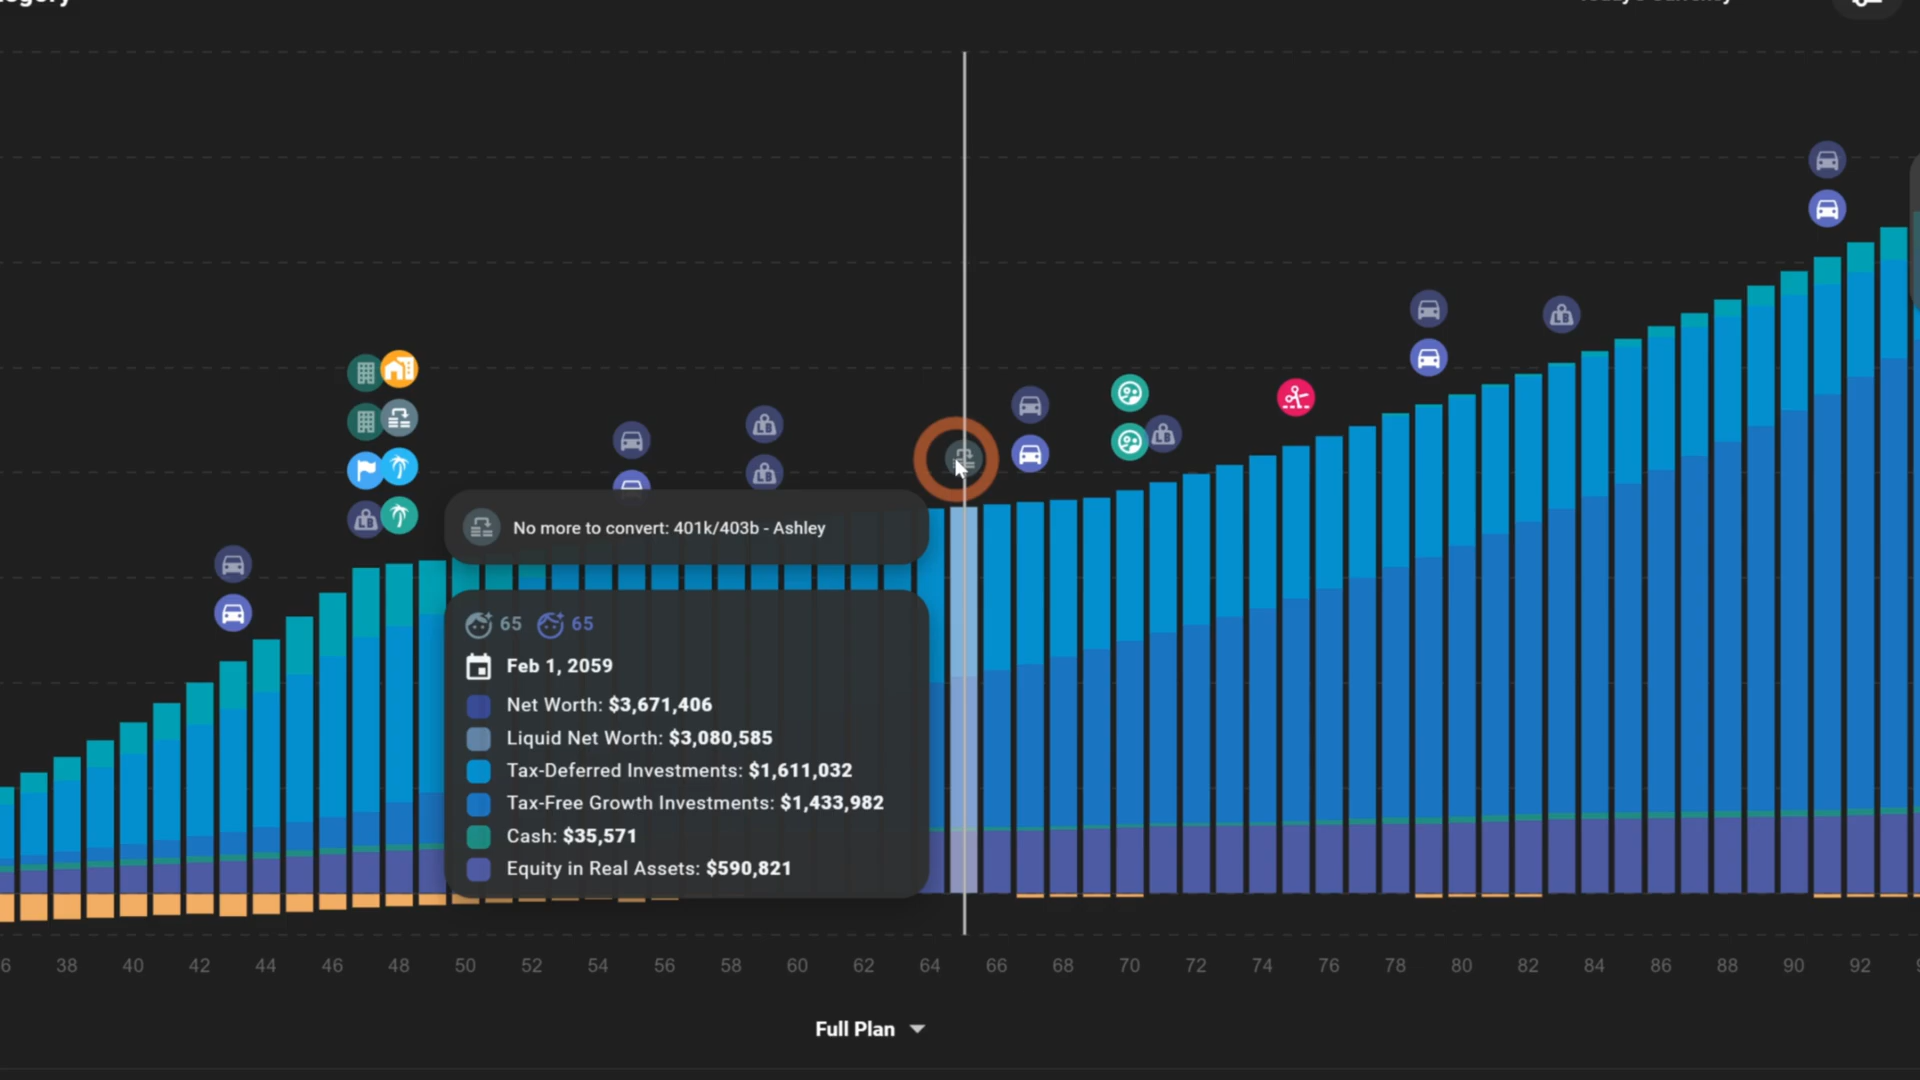 No more to convert: 401k/403b - Ashley
65 65
Feb 1, 2059
Net Worth: $3,671,406
Liquid Net Worth: $3,080,585
Tax-Deferred Investments: $1,611,032
Tax-Free Growth Investments: $1,433,982
Cash: $35,571
Equity in Real Assets: $590,821
6 38 40 42 44 46 48 50 52 54 56 58 60 62 64 66 68 70 72 74 76 78 80 82 84 86 88 90 92
Full Plan